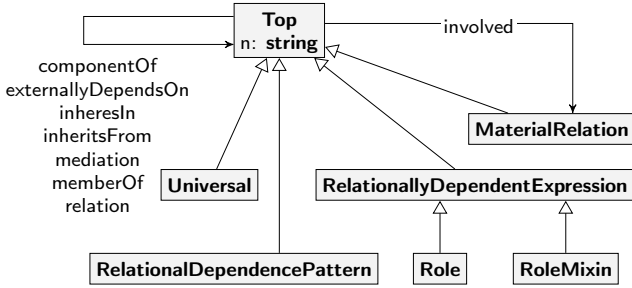 Top
n: string
involved
componentOf
externallyDependsOn
inheresIn
inheritsFrom
mediation
memberOf
relation
MaterialRelation
Universal
RelationallyDependentExpression
RelationalDependencePattern
Role
RoleMixin